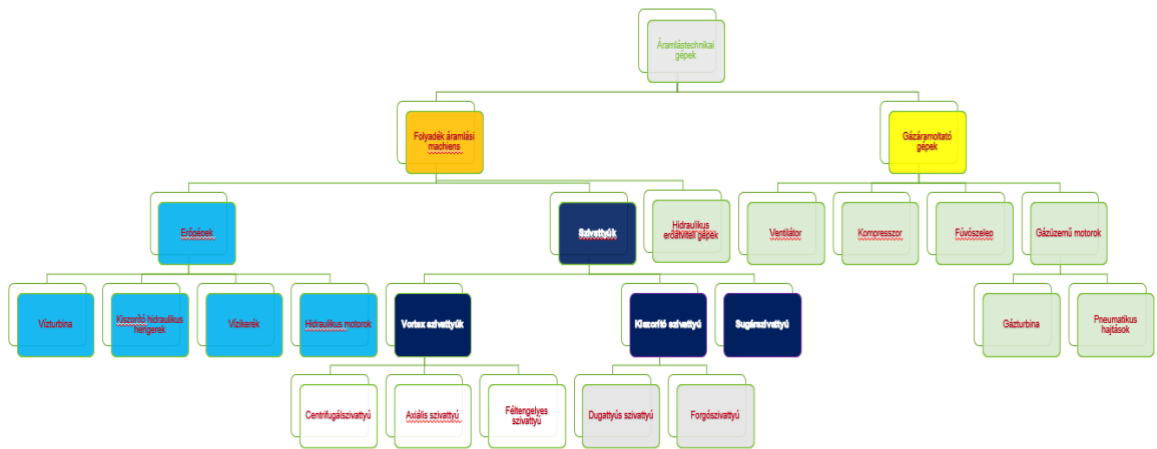 Áramlástechnikai
gépek
Folyadék áramlási
machiens
Gázáramoltató
gépek
Erőpécek
Szivattyúk
Hidraulikus
erőátviteli gépek
Ventilátor
Kompresszor
Fúvószelep
Gázüzemű motorok
Vízturbina
Kiszorító hidraulikus
hengerek
Vízikerék
Hidraulikus motorok
Vortex szivattyúk
Kiszorító szivattyú
Sugárszivattyú
Gázturbina
Pneumatikus
hajtások
Centrifugálszivattyú
Axiális szivattyú
Féltengelyes
szivattyú
Dugattyús szivattyú
Forgószivattyú